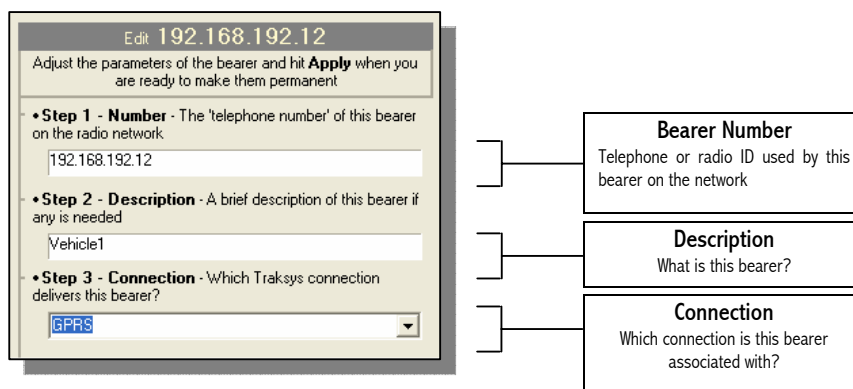 Edit 192.168.192.12
Adjust the parameters of the bearer and hit Apply when you
are ready to make them permanent
• Step 1 - Number - The 'telephone number' of this bearer
on the radio network
192.168.192.12
• Step 2 - Description - A brief description of this bearer if
any is needed
Vehicle1
• Step 3 - Connection - Which Traksys connection
delivers this bearer?
GPRS
Bearer Number
Telephone or radio ID used by this
bearer on the network
Description
What is this bearer?
Connection
Which connection is this bearer
associated with?